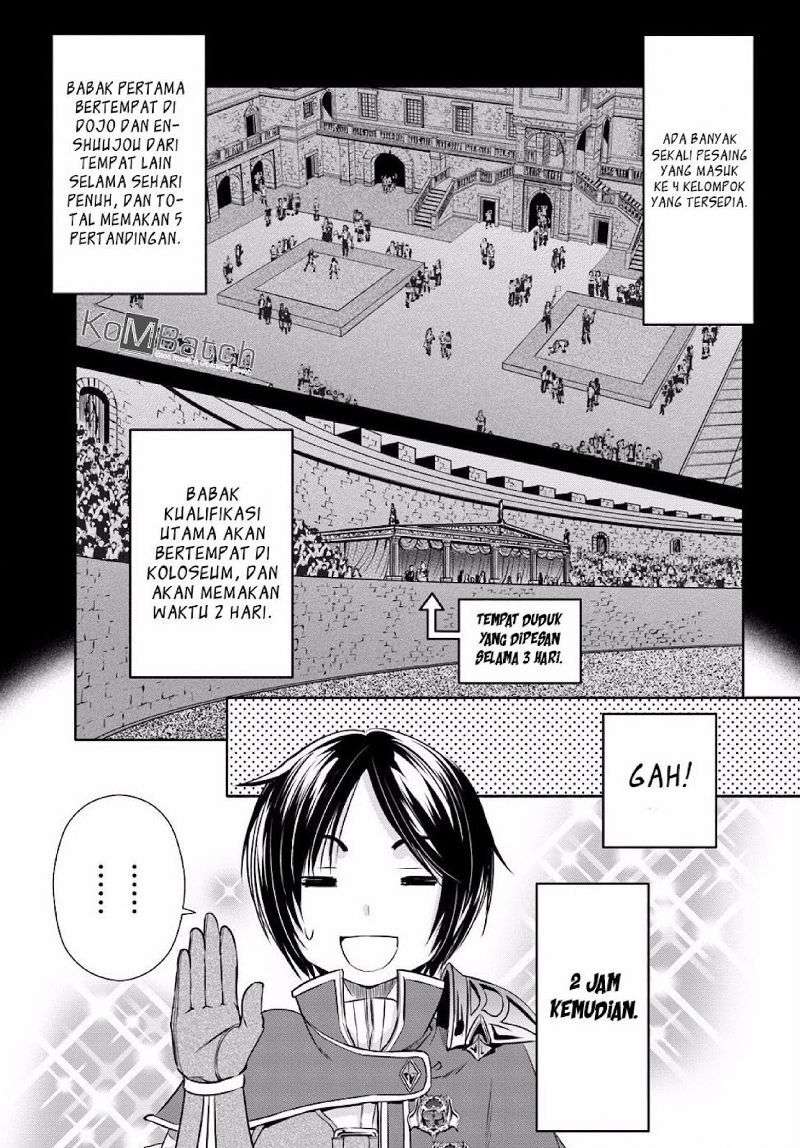 ADA BANYAK
SEKALI PESAING
YANG MASUK
KE 4 KELOMPOK
YANG TERSEDIA.
BABAK PERTAMA
BERTEMPAT DI
DOJO DAN EN-
SHUUJOU DARI
TEMPAT LAIN
SELAMA SEHARI
PENUH, DAN TO-
TAL MEMAKAN 5
PERTANDINGAN.
KoMBatch
BABAK
KUALIFIKASI
UTAMA AKAN
BERTEMPAT DI
KOLOSEUM, DAN
AKAN MEMAKAN
WAKTU 2 HARI.
TEMPAT DUDUK
YANG DIPESAN
SELAMA 3 HARI.
GAH!
2 JAM
KEMUDIAN.